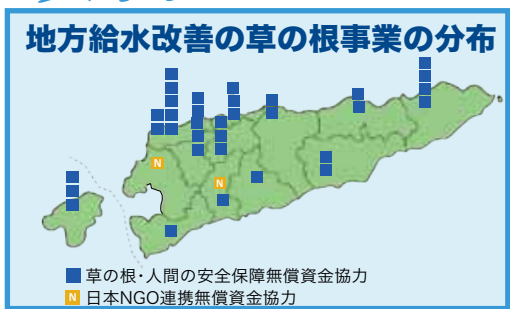 地方給水改善の草の根事業の分布
N
N
草の根・人間の安全保障無償資金協力
N 日本NGO連携無償資金協力